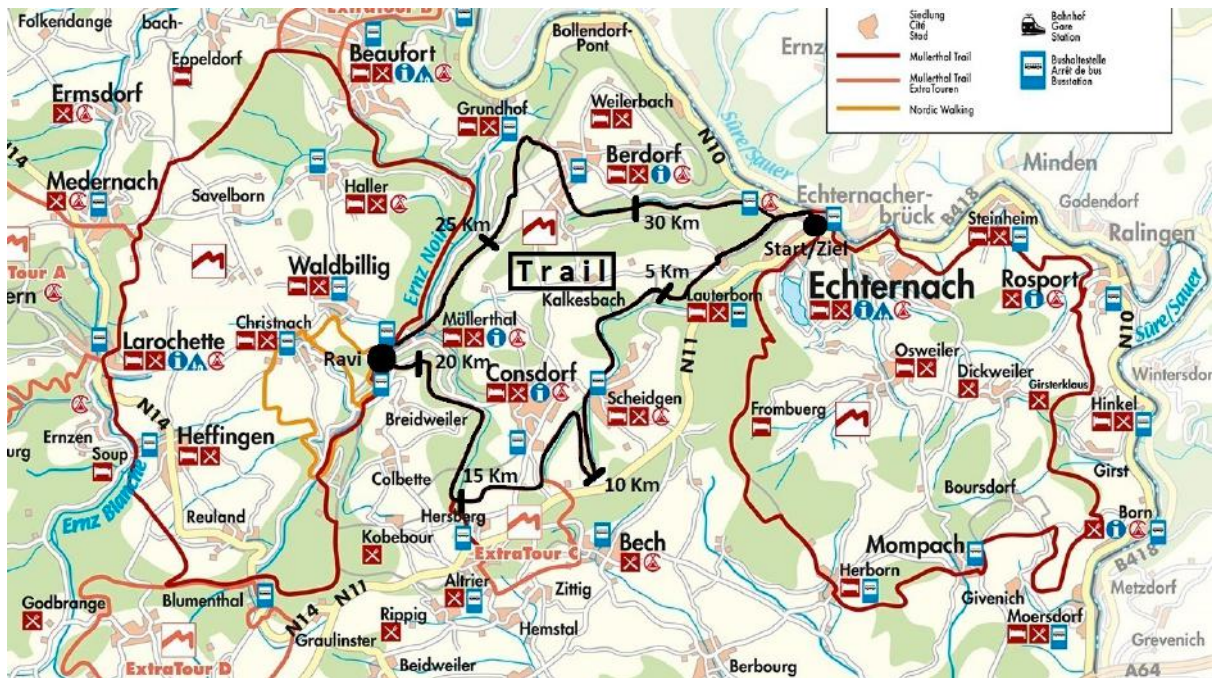 Folkendange
bach-
Eppeldorf
ExtraTour B
Beaufort
Bollendorf-
Pont
Ernz
Siedlung
Cité
Stad
Bahnhof
Gare
Station
Mullerthal Trail
Mullerthal Trail
ExtraTouren
Nordic Walking
Bushaltestelle
Arrêt de bus
Busstation
Ermsdorf
Grundhof
Weilerbach
N10
Sûre/Sauer
Minden
N14
Medernach
Savelborn
Haller
Berdorf
Echternacher-
brück
B418
Steinheim
Godendorf
Ralingen
25 Km
30 Km
Start/Ziel
Tour A
ern
Waldbillig
Ernz Noire
Trail
5 Km
Kalkesbach
Lauterborn
Echternach
Rosport
N10
Sûre/Sauer
Larochette
Christnach
Ravi
Müllerthal
20 Km
Consdorf
N11
Osweiler
Dickweiler
Girsterklaus
Wintersdor
Hinkel
N14
Ernzen
urg
Soup
Heffingen
Breidweiler
Scheidgen
Frombuerg
Girst
Colbette
15 Km
10 Km
Boursdorf
Ernz Blanche
Reuland
Hersberg
Kobebour
ExtraTour C
Bech
Mompach
Born
B418
Metzdorf
Godbrange
Blumenthal
N14
N11
Altrier
Zittig
Herborn
Givenich
Rippig
Hemstal
Moersdorf
Grevenich
ExtraTour D
Graulinster
Beidweiler
Berbourg
A64